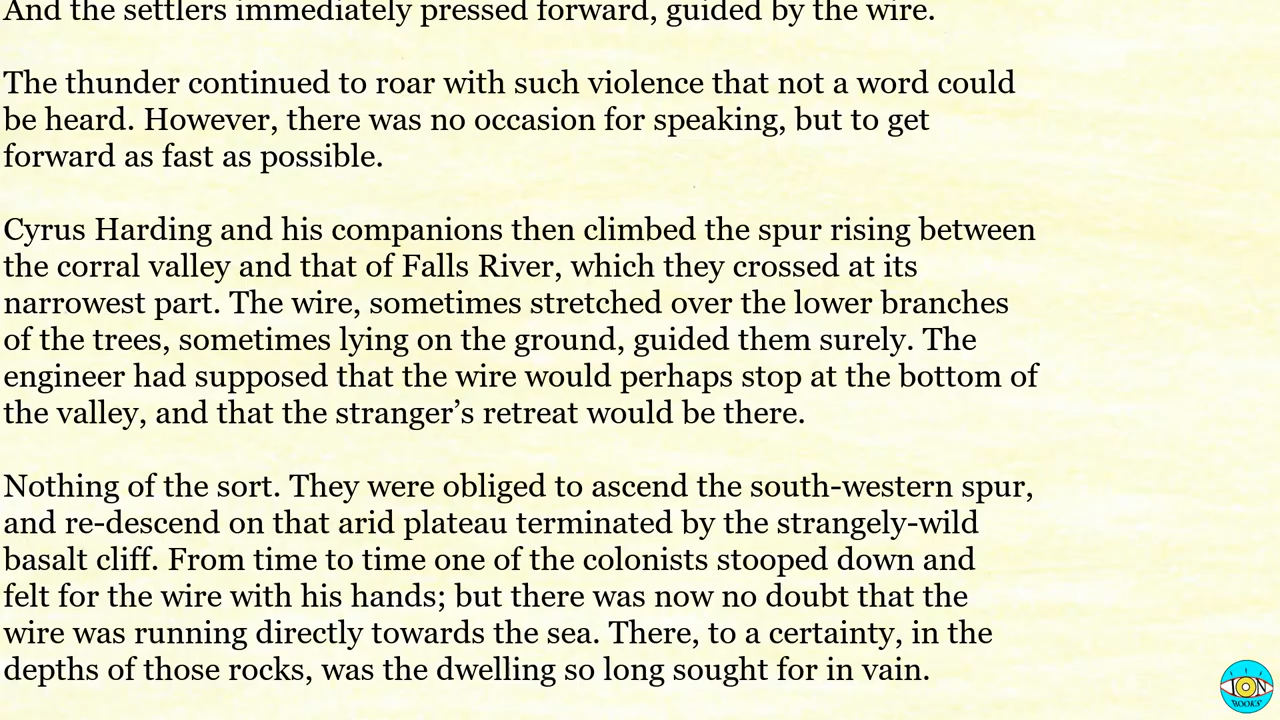 And the settlers immediately pressed forward, guided by the wire.
The thunder continued to roar with such violence that not a word could
be heard. However, there was no occasion for speaking, but to get
forward as fast as possible.
Cyrus Harding and his companions then climbed the spur rising between
the corral valley and that of Falls River, which they crossed at its
narrowest part. The wire, sometimes stretched over the lower branches
of the trees, sometimes lying on the ground, guided them surely. The
engineer had supposed that the wire would perhaps stop at the bottom of
the valley, and that the stranger’s retreat would be there.
Nothing of the sort. They were obliged to ascend the south-western spur,
and re-descend on that arid plateau terminated by the strangely-wild
basalt cliff. From time to time one of the colonists stooped down and
felt for the wire with his hands; but there was now no doubt that the
wire was running directly towards the sea. There, to a certainty, in the
depths of those rocks, was the dwelling so long sought for in vain.
ION
BOOKS